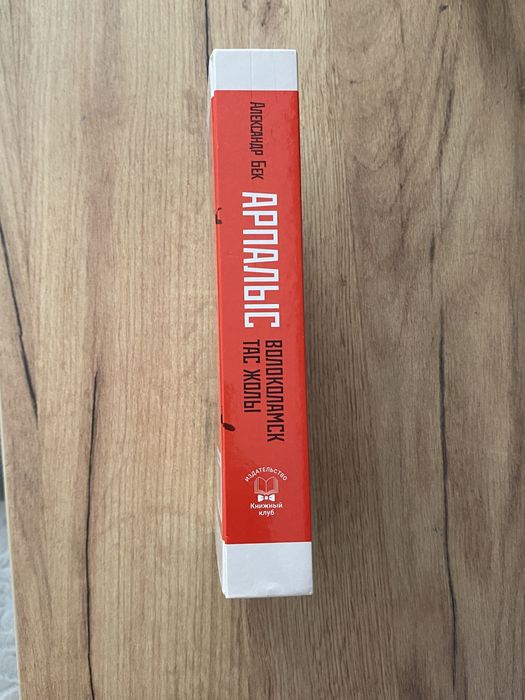 Александр Бек
АРПАЛЫС
ВОЛОКОЛАМСК
ТАС ЖОЛЫ
ИЗДАТЕЛЬСТВО
Книжный
клуб